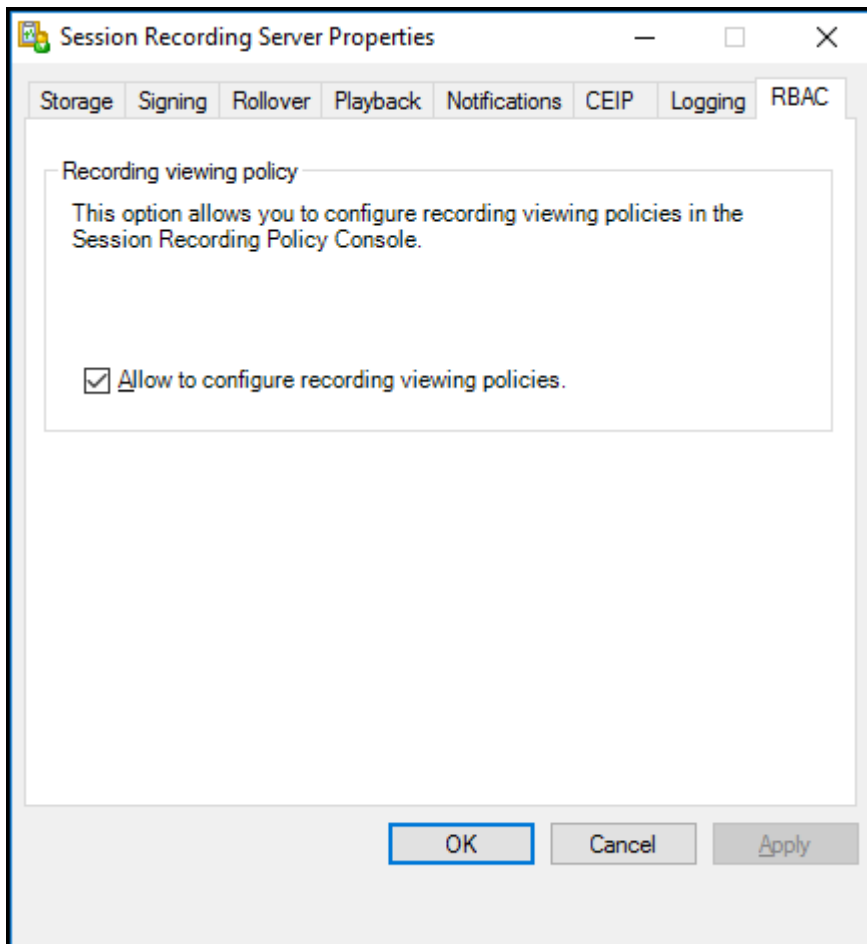 Session Recording Server Properties
Storage Signing Rollover Playback Notifications CEIP Logging RBAC
Recording viewing policy
This option allows you to configure recording viewing policies in the
Session Recording Policy Console.
Allow to configure recording viewing policies.
OK Cancel Apply